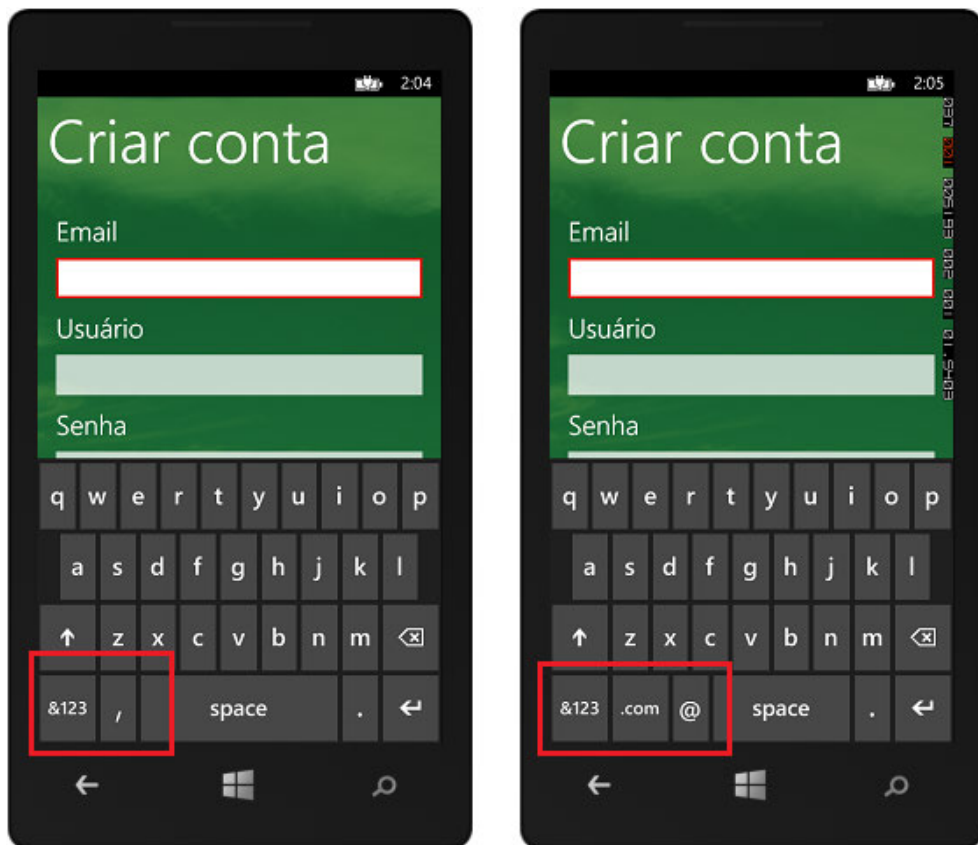 2:04
Criar conta
Email
Usuário
Senha
q w e r t y u i o p
a s d f g h j k l
z x c v b n m
&123 , space .
2:05
Criar conta
Email
Usuário
Senha
q w e r t y u i o p
a s d f g h j k l
z x c v b n m
&123 .com @ space .